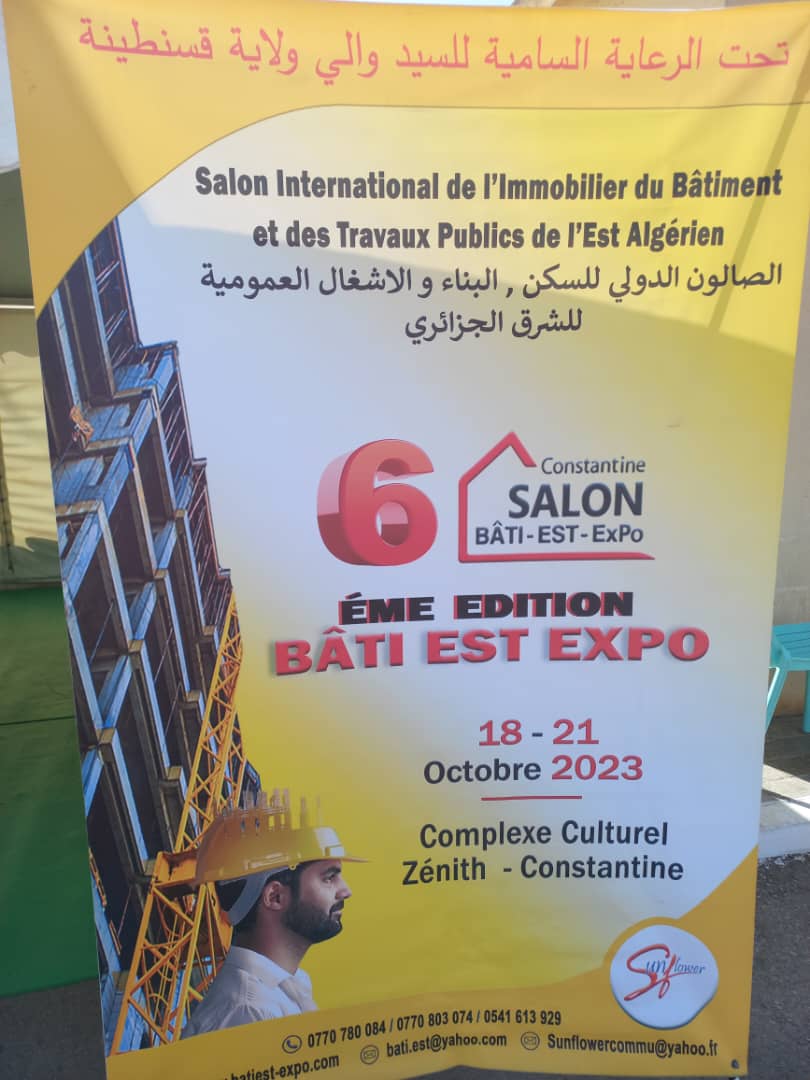 تحت الرعاية السامية للسيد والي ولاية قسنطينة
Salon International de l'Immobilier du Bâtiment
et des Travaux Publics de l'Est Algérien
الصالون الدولي للسكن , البناء و الاشغال العمومية
للشرق الجزائري
6
Constantine
SALON
BÂTI-EST-ExPo
ÉME EDITION
BÂTI EST EXPO
18 - 21
Octobre 2023
Complexe Culturel
Zénith - Constantine
Sunflower
0770 780 084 / 0770 803 074 / 0541 613 929
batiest-expo.com bati.est@yahoo.com Sunflowercommu@yahoo.fr